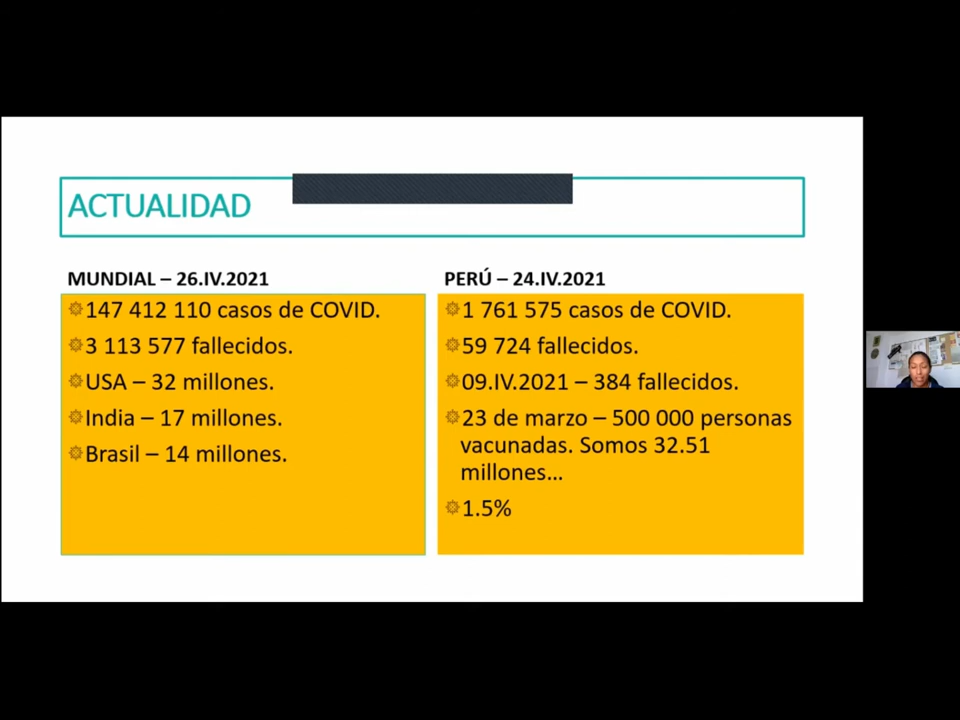 ACTUALIDAD
MUNDIAL – 26.IV.2021
147 412 110 casos de COVID.
3 113 577 fallecidos.
USA – 32 millones.
India – 17 millones.
Brasil – 14 millones.
PERÚ – 24.IV.2021
1 761 575 casos de COVID.
59 724 fallecidos.
09.IV.2021 – 384 fallecidos.
23 de marzo – 500 000 personas
vacunadas. Somos 32.51
millones...
1.5%